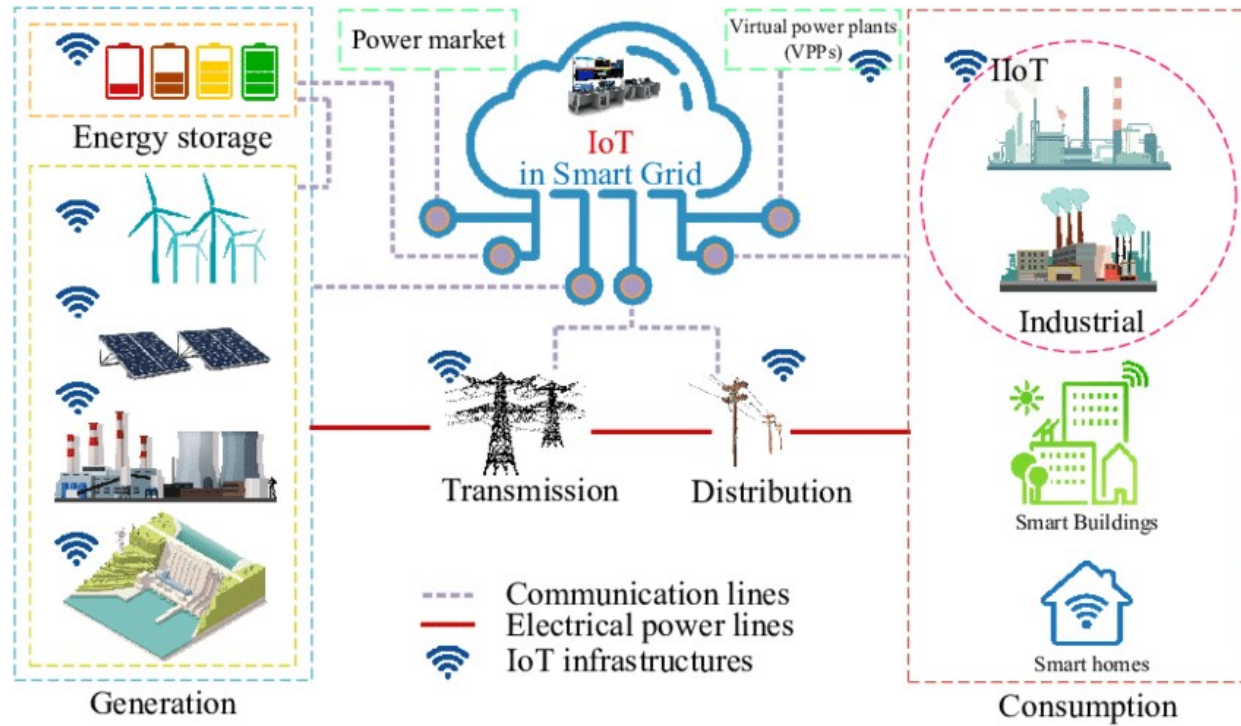 Power market
Virtual power plants
(VPPs)
IIoT
Energy storage
IoT
in Smart Grid
Industrial
Transmission
Distribution
Smart Buildings
Communication lines
Electrical power lines
IoT infrastructures
Smart homes
Generation
Consumption